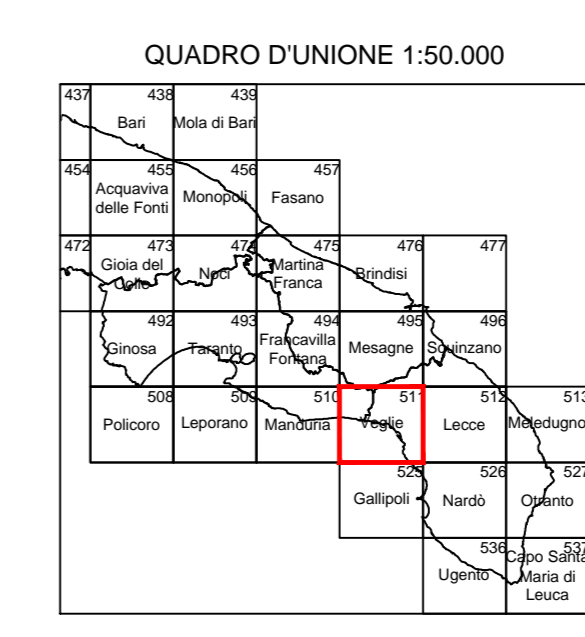 QUADRO D'UNIONE 1:50.000
437 438 439
Bari Mola di Bari
454 455 456 457
Acquaviva
delle Fonti Monopoli Fasano
472 473 474 475 476 477
Gioia del
Colle Noci Martina
Franca Brindisi
492 493 494 495 496
Ginosa Taranto Francavilla
Fontana Mesagne Squinzano
508 509 510 511 512 513
Policoro Leporano Manduria Veglie Lecce Meledugno
525 526 527
Gallipoli Nardò Otranto
536 537
Ugento Capo Santa
Maria di
Leuca